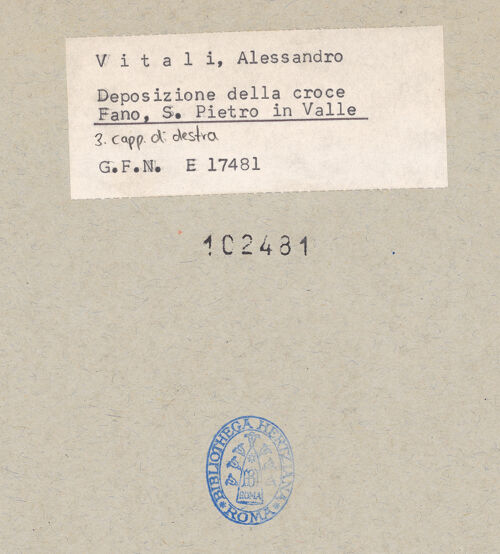 V i t a l i, Alessandro
Deposizione della croce
Fano, S. Pietro in Valle
3. capp. di destra
G.F.N. E 17481
102481
BIBLIOTHECA HERTZIANA
ROMA
ROMA